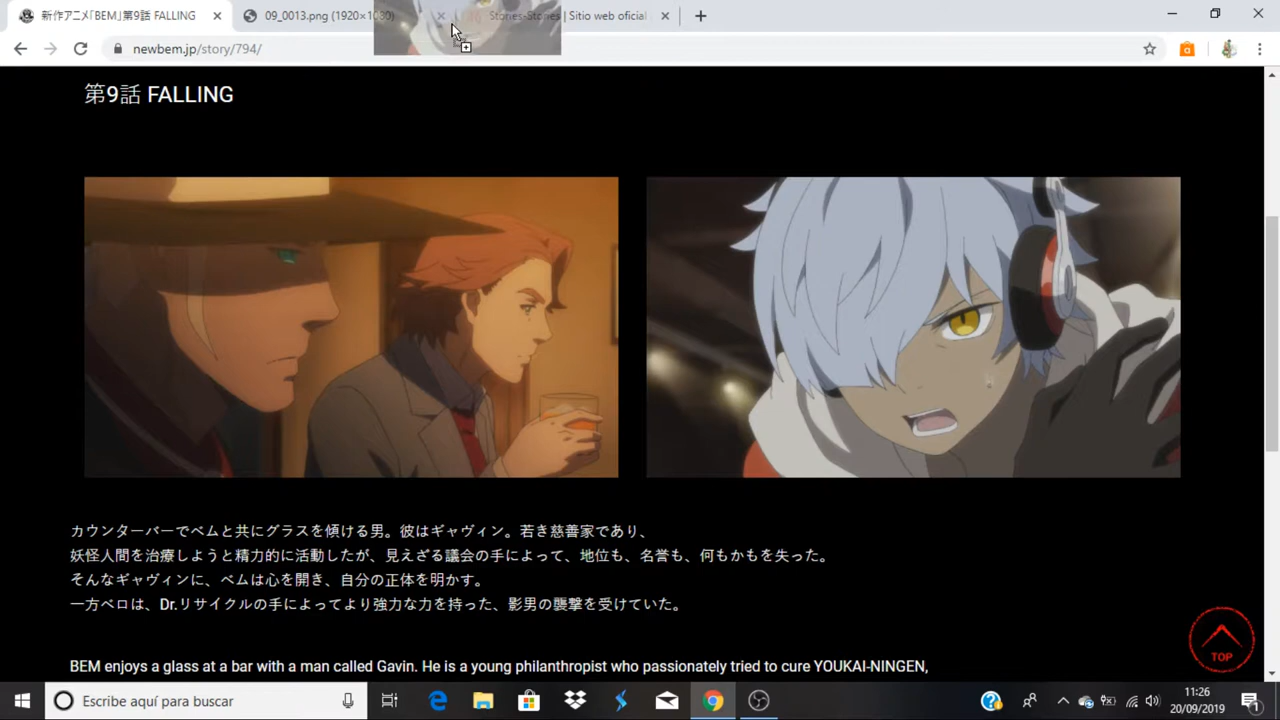 新作アニメ「BEM」第9話 FALLING
09_0013.png (1920×1080)
Stones-Stones | Sitio web oficial
newbem.jp/story/794/
第9話 FALLING
カウンターバーでベムと共にグラスを傾ける男。彼はギャヴィン。若き慈善家であり、
妖怪人間を治療しようと精力的に活動したが、見えざる議会の手によって、地位も、名誉も、何もかもを失った。
そんなギャヴィンに、ベムは心を開き、自分の正体を明かす。
一方ベロは、Dr.リサイクルの手によってより強力な力を持った、影男の襲撃を受けていた。
TOP
BEM enjoys a glass at a bar with a man called Gavin. He is a young philanthropist who passionately tried to cure YOUKAI-NINGEN,
Escribe aquí para buscar
11:26
20/09/2019
1